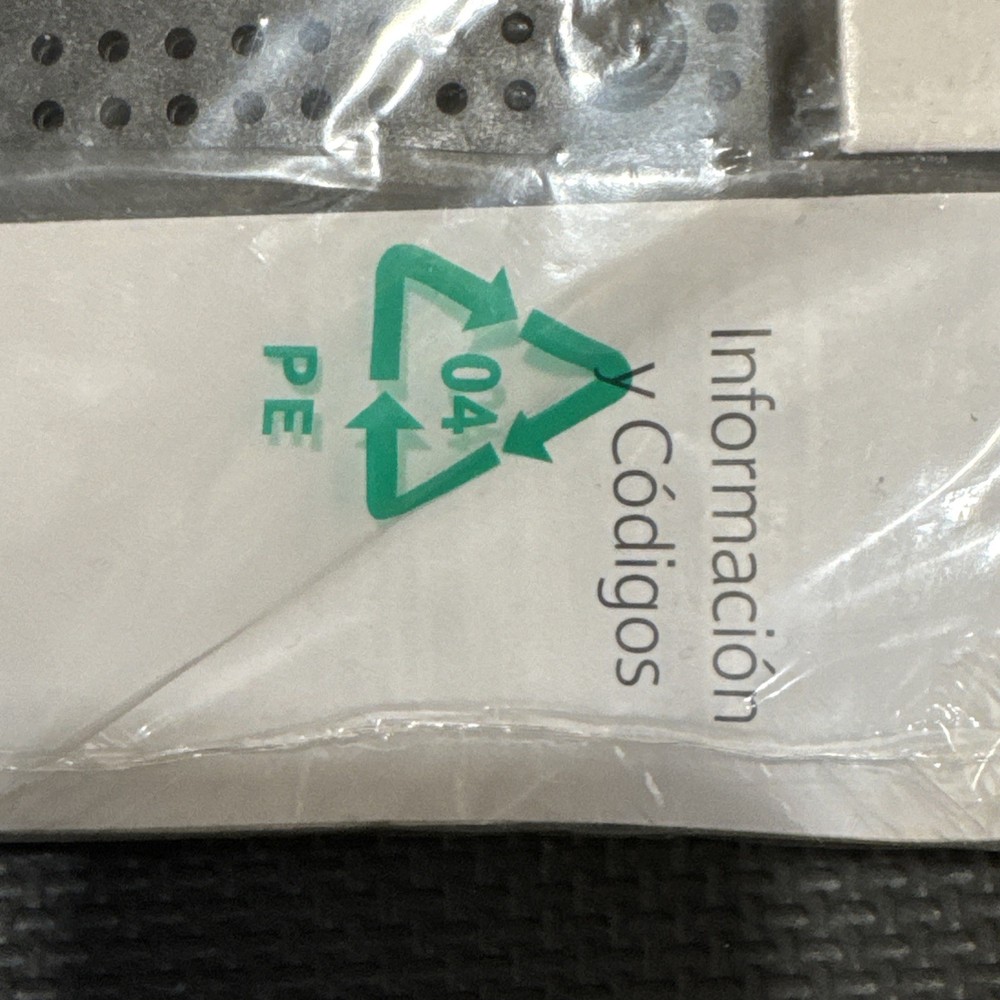 Información
y Códigos
04
PE